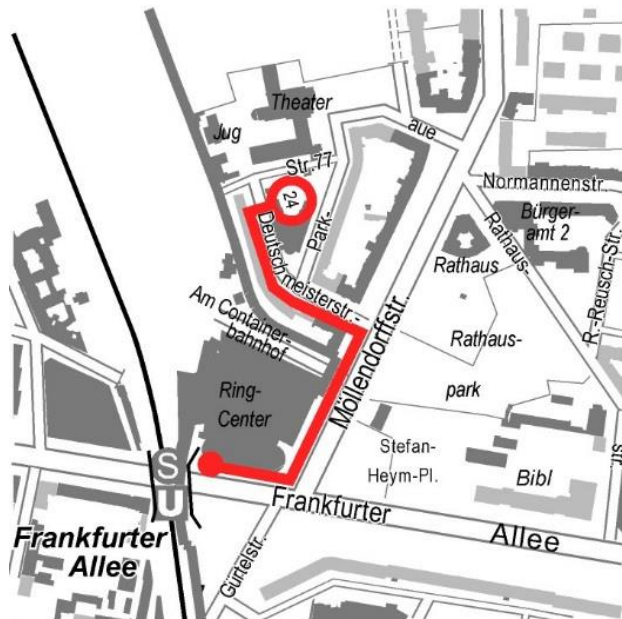 Theater
Jug
aue
Str.77
24
Normannenstr.
Park-
Bürger-
amt 2
Rathaus-
Deutschmeisterstr.-
Rathaus
R.-Reusch-Str.
Am Container-
bahnhof
Möllendorffstr.
Rathaus-
park
Ring-
Center
Stefan-
Heym-Pl.
Bibl
str.
S
U
Frankfurter
Allee
Frankfurter
Allee
Gürtelstr.